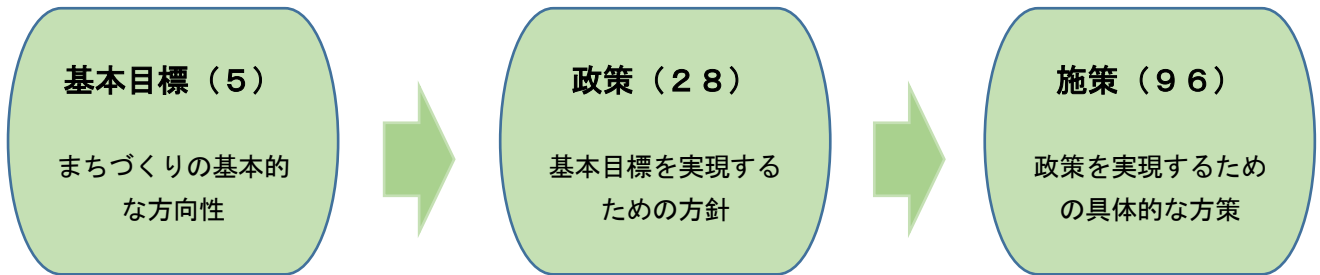 基本目標（５）
まちづくりの基本的
な方向性
政策（２８）
基本目標を実現する
ための方針
施策（９６）
政策を実現するため
の具体的な方策